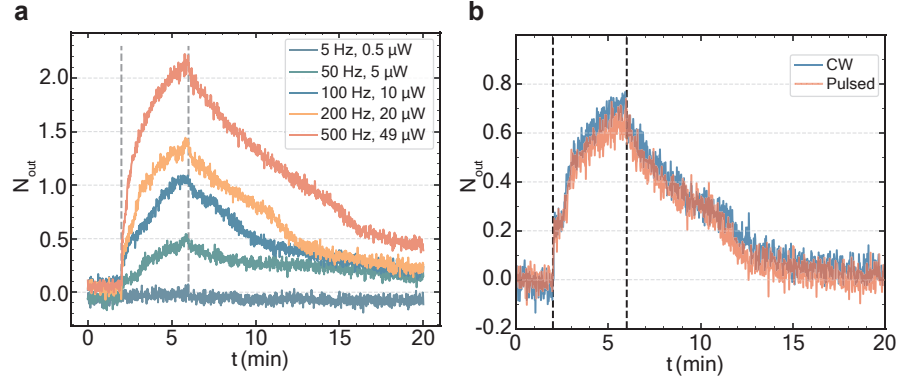 a
N_out
2.0
1.5
1.0
0.5
0.0
0
5
10
15
20
t (min)
5 Hz, 0.5 μW
50 Hz, 5 μW
100 Hz, 10 μW
200 Hz, 20 μW
500 Hz, 49 μW
b
N_out
0.8
0.6
0.4
0.2
0.0
-0.2
0
5
10
15
20
t (min)
CW
Pulsed